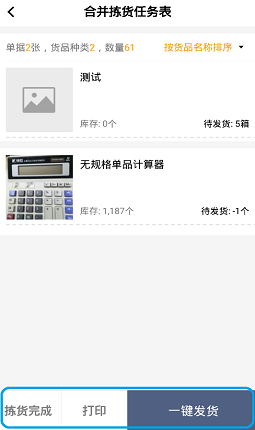 合并拣货任务表
单据2张，货品种类2，数量61 按货品名称排序
测试
库存: 0个 待发货: 5箱
无规格单品计算器
库存: 1,187个 待发货: -1个
拣货完成 打印 一键发货